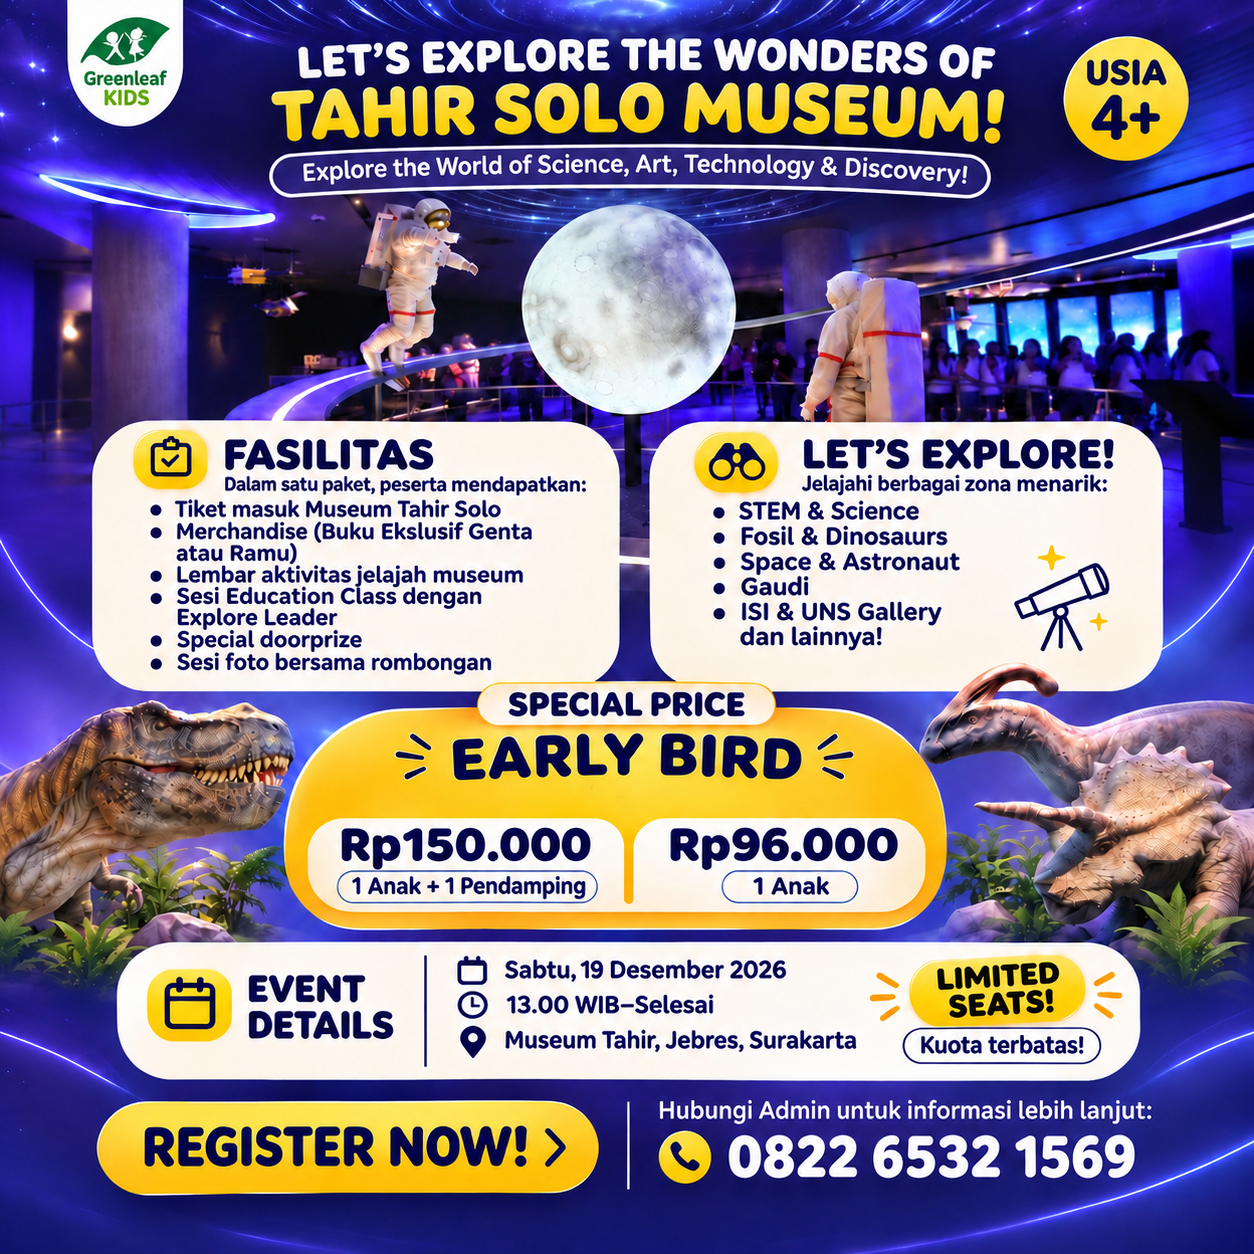 Greenleaf
KIDS
LET'S EXPLORE THE WONDERS OF
TAHIR SOLO MUSEUM!
Explore the World of Science, Art, Technology & Discovery!
USIA
4+
FASILITAS
Dalam satu paket, peserta mendapatkan:
• Tiket masuk Museum Tahir Solo
• Merchandise (Buku Ekslusif Genta
atau Ramu)
• Lembar aktivitas jelajah museum
• Sesi Education Class dengan
Explore Leader
• Special doorprize
• Sesi foto bersama rombongan
LET'S EXPLORE!
Jelajahi berbagai zona menarik:
• STEM & Science
• Fosil & Dinosaurs
• Space & Astronaut
• Gaudi
• ISI & UNS Gallery
dan lainnya!
SPECIAL PRICE
EARLY BIRD
Rp150.000
1 Anak + 1 Pendamping
Rp96.000
1 Anak
EVENT
DETAILS
Sabtu, 19 Desember 2026
13.00 WIB–Selesai
Museum Tahir, Jebres, Surakarta
LIMITED
SEATS!
Kuota terbatas!
REGISTER NOW! >
Hubungi Admin untuk informasi lebih lanjut:
0822 6532 1569